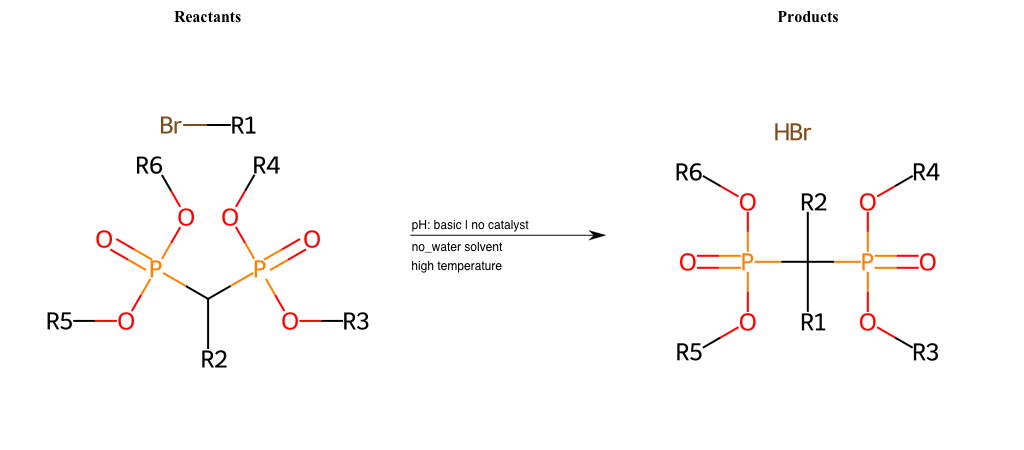 Reactants
Products
Br
R1
HBr
R6
R4
R6
R4
O
O
O
R2
O
O
O
pH: basic | no catalyst
no_water solvent
high temperature
P
P
O
P
P
O
R5
O
O
R3
O
R1
O
R2
R5
R3